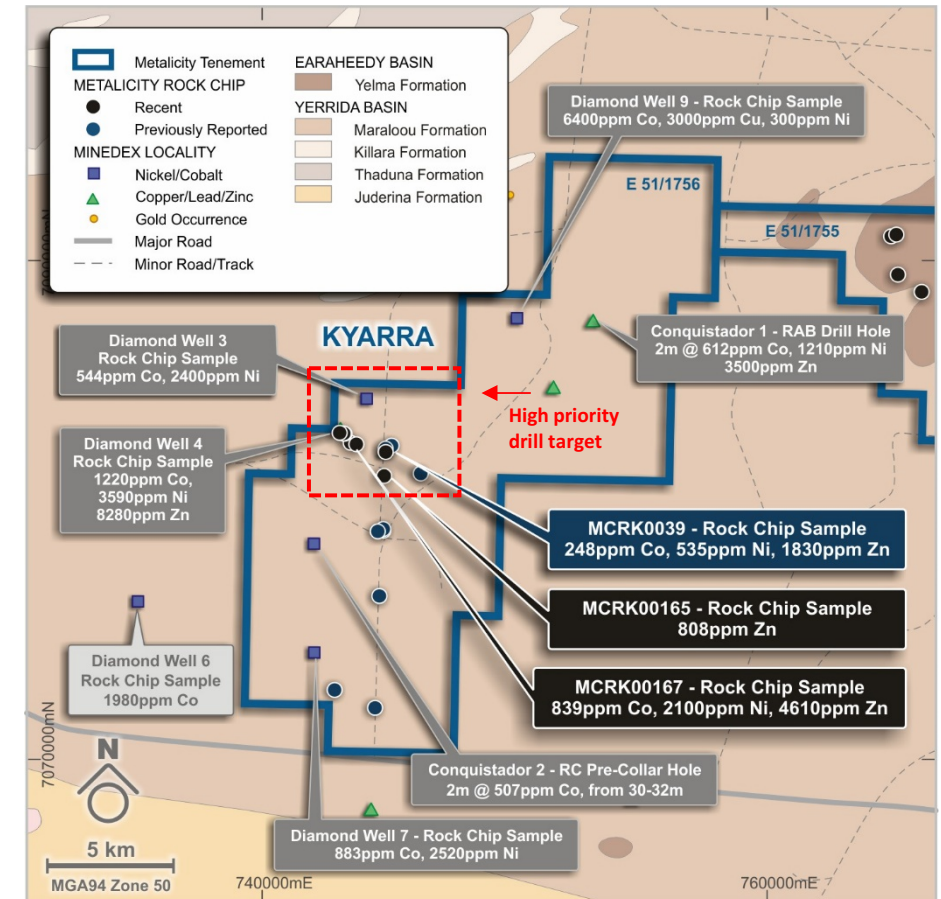 Metalicity Tenement
METALICITY ROCK CHIP
Recent
Previously Reported
MINEDEX LOCALITY
Nickel/Cobalt
Copper/Lead/Zinc
Gold Occurrence
Major Road
Minor Road/Track
EARAHEEDY BASIN
Yelma Formation
YERRIDA BASIN
Maraloou Formation
Killara Formation
Thaduna Formation
Juderina Formation
Diamond Well 9 - Rock Chip Sample
6400ppm Co, 3000ppm Cu, 300ppm Ni
E 51/1756
E 51/1755
KYARRA
Diamond Well 3
Rock Chip Sample
544ppm Co, 2400ppm Ni
Conquistador 1 - RAB Drill Hole
2m @ 612ppm Co, 1210ppm Ni
3500ppm Zn
High priority
drill target
Diamond Well 4
Rock Chip Sample
1220ppm Co,
3590ppm Ni
8280ppm Zn
MCRK0039 - Rock Chip Sample
248ppm Co, 535ppm Ni, 1830ppm Zn
MCRK00165 - Rock Chip Sample
808ppm Zn
MCRK00167 - Rock Chip Sample
839ppm Co, 2100ppm Ni, 4610ppm Zn
Diamond Well 6
Rock Chip Sample
1980ppm Co
Conquistador 2 - RC Pre-Collar Hole
2m @ 507ppm Co, from 30-32m
Diamond Well 7 - Rock Chip Sample
883ppm Co, 2520ppm Ni
7070000mN
N
5 km
MGA94 Zone 50
740000mE
760000mE